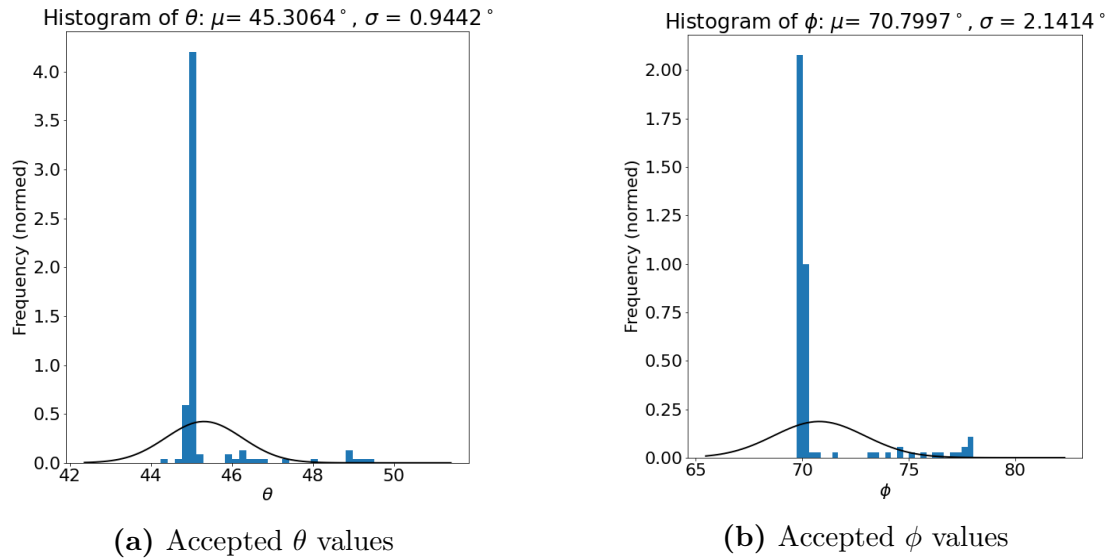 Histogram of θ: μ= 45.3064°, σ = 0.9442°
Frequency (normed)
4.0
3.5
3.0
2.5
2.0
1.5
1.0
0.5
0.0
42 44 46 48 50
θ
(a) Accepted θ values
Histogram of ϕ: μ= 70.7997°, σ = 2.1414°
Frequency (normed)
2.00
1.75
1.50
1.25
1.00
0.75
0.50
0.25
0.00
65 70 75 80
ϕ
(b) Accepted ϕ values